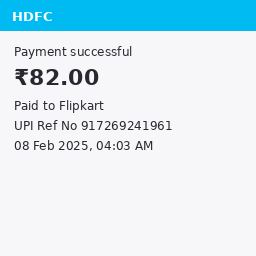 HDFC
Payment successful
₹82.00
Paid to Flipkart
UPI Ref No 917269241961
08 Feb 2025, 04:03 AM